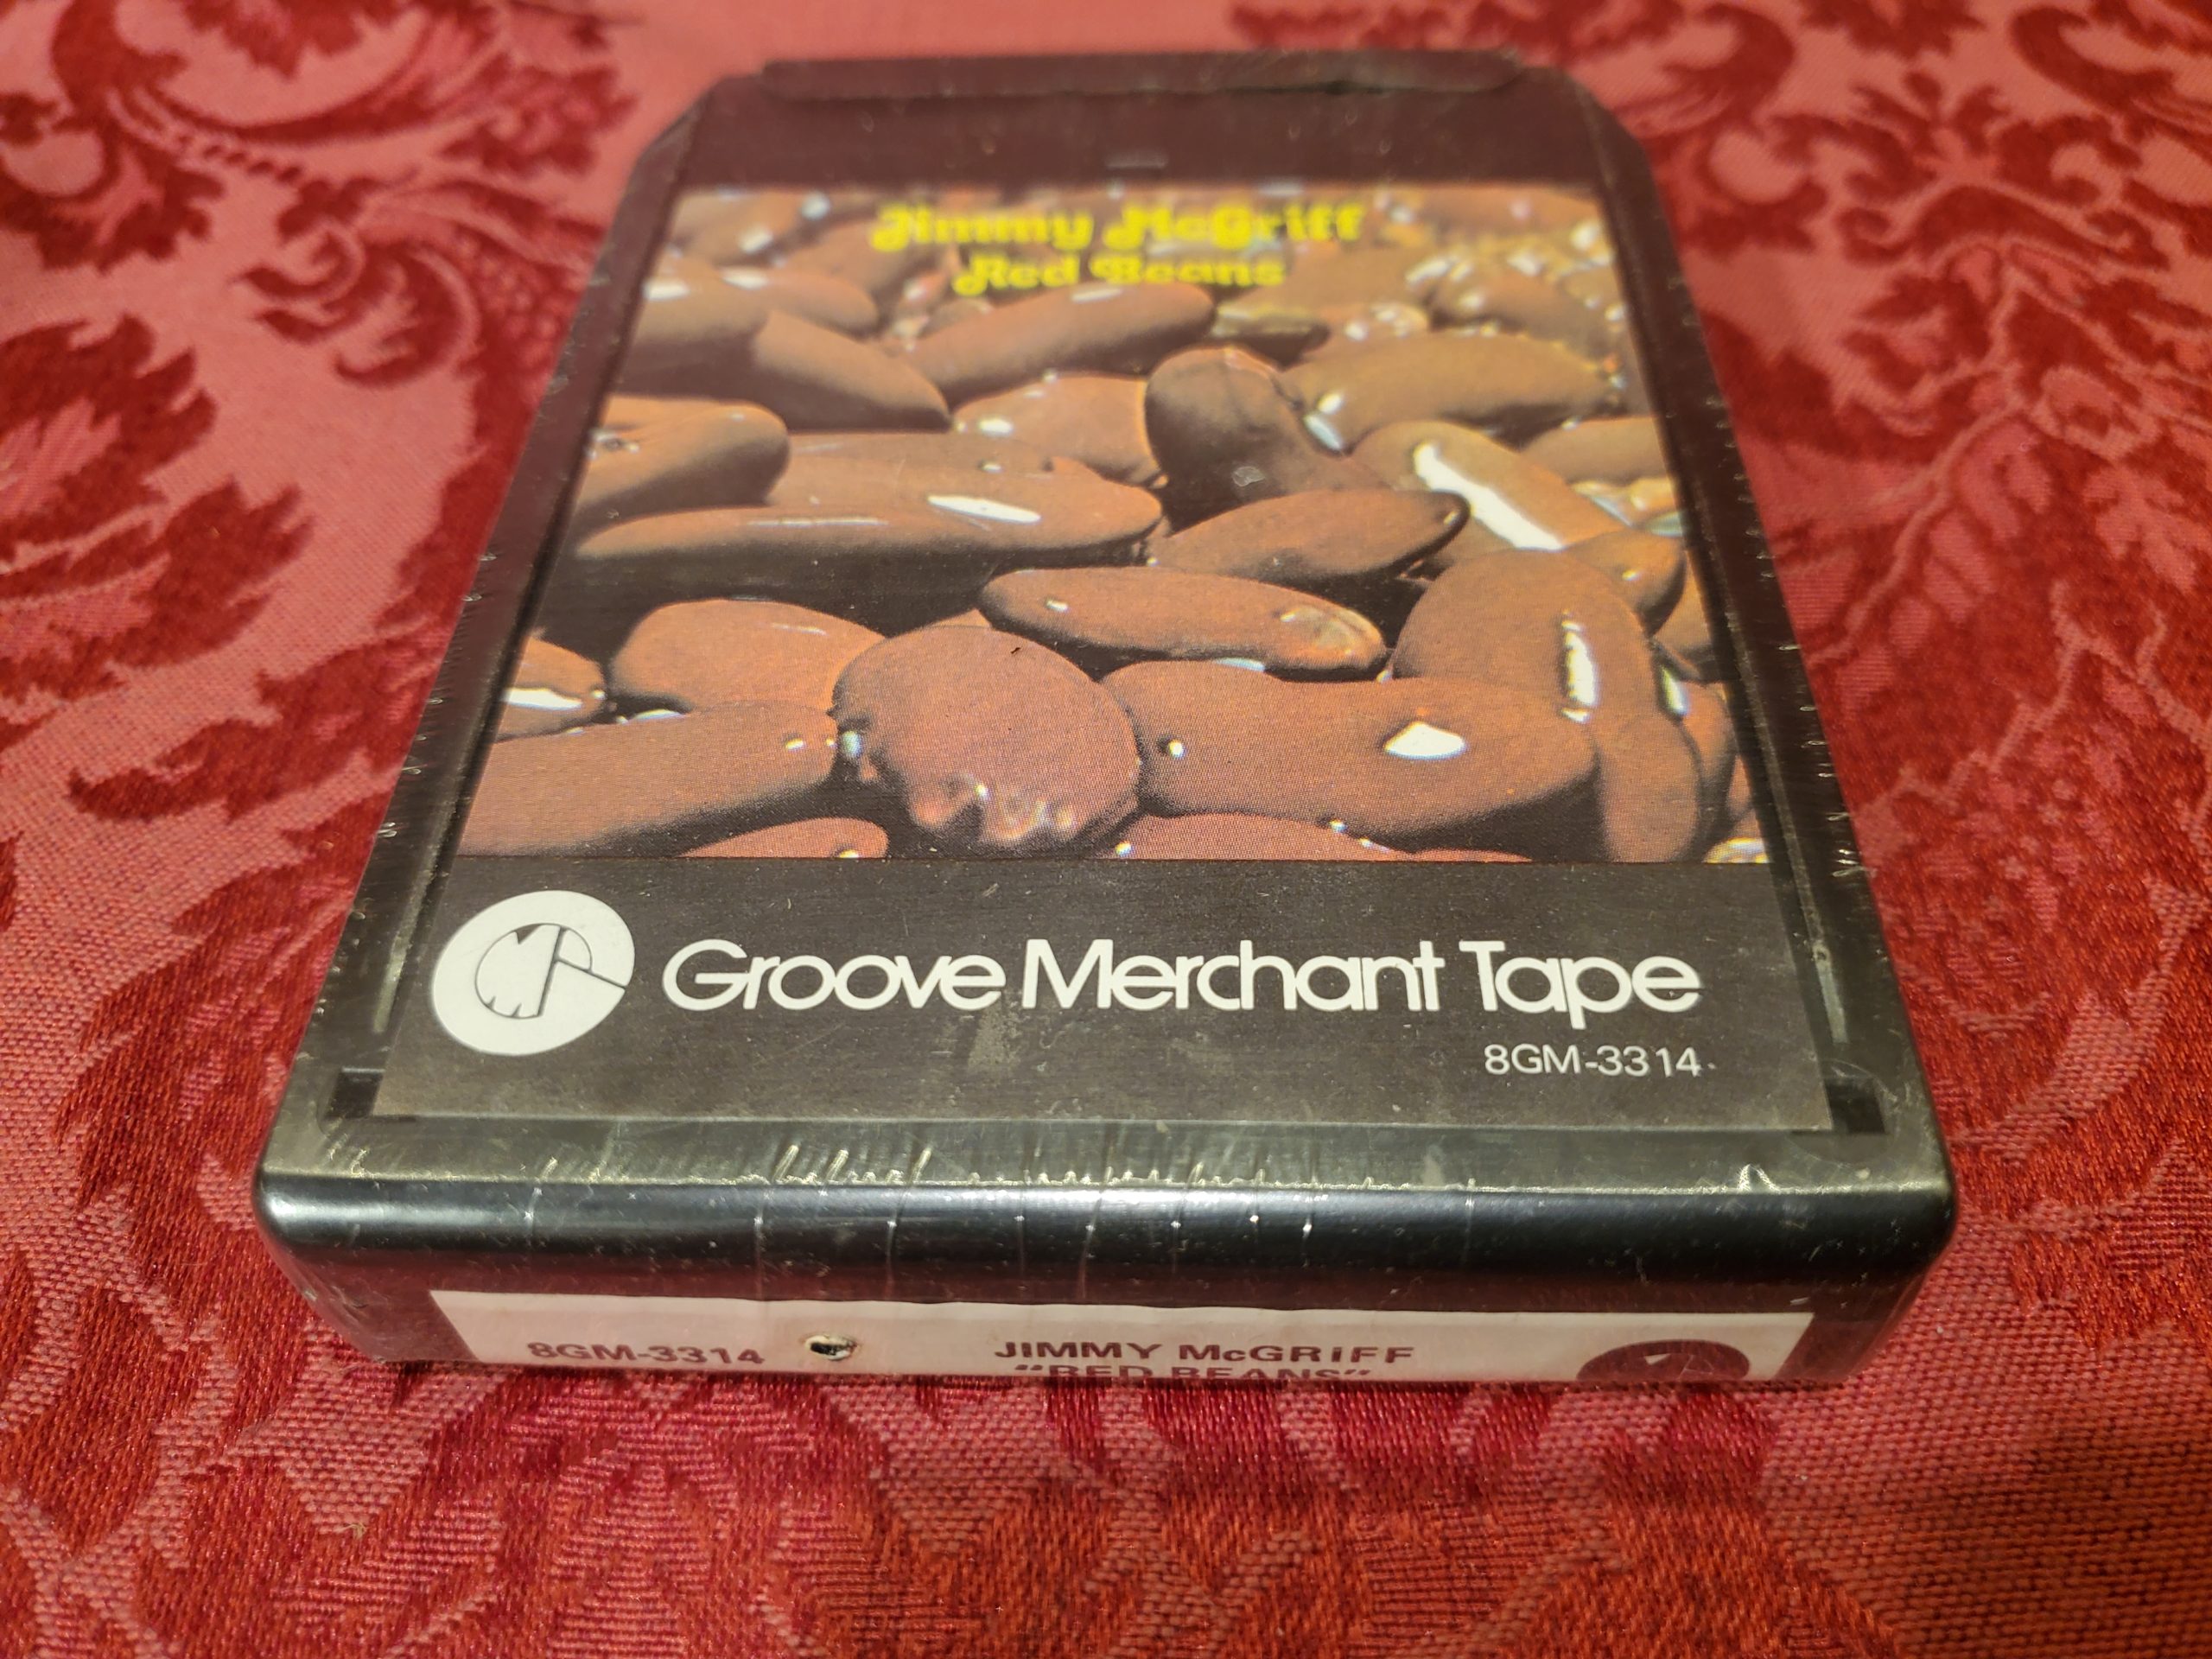 Jimmy McGriff
Red Beans
Groove Merchant Tape
8GM-3314
8GM-3314
JIMMY McGRIFF
"RED BEANS"